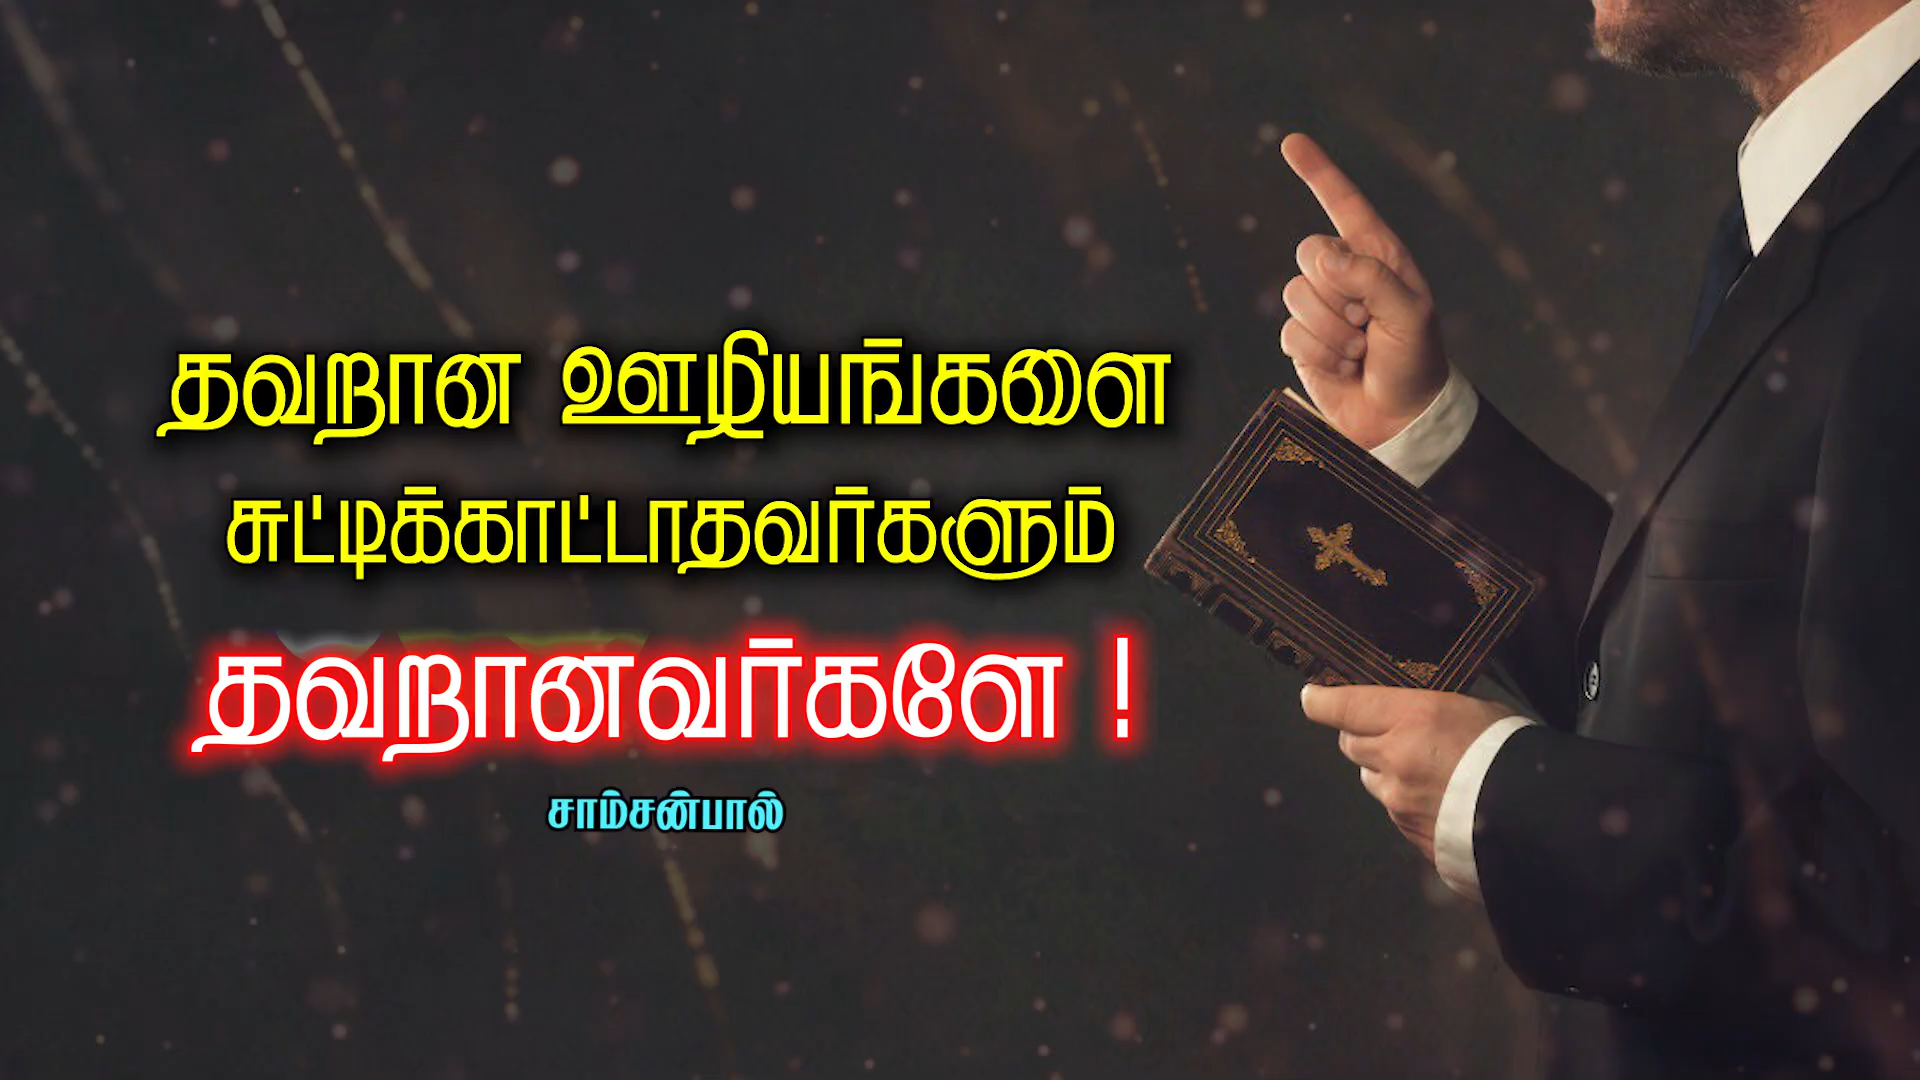 தவறான ஊழியங்களை
சுட்டிக்காட்டாதவர்களும்
தவறானவர்களே !
சாம்சன்பால்